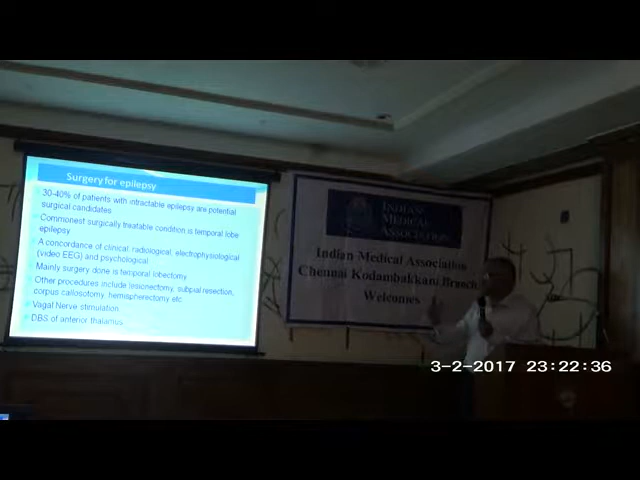 Surgery for epilepsy
30-40% of patients with intractable epilepsy are potential
surgical candidates
Commonest surgically treatable condition is temporal lobe
epilepsy
A concordance of clinical, radiological, electrophysiological
(video EEG) and psychological
Mainly surgery done is temporal lobectomy
Other procedures include lesionectomy, subpial resection,
corpus callosotomy, hemispherectomy etc
Vagal Nerve stimulation
DBS of anterior thalamus
INDIAN
MEDICAL
ASSOCIATION
Indian Medical Association
Chennai Kodambakkam Branch
Welcomes
3-2-2017 23:22:36